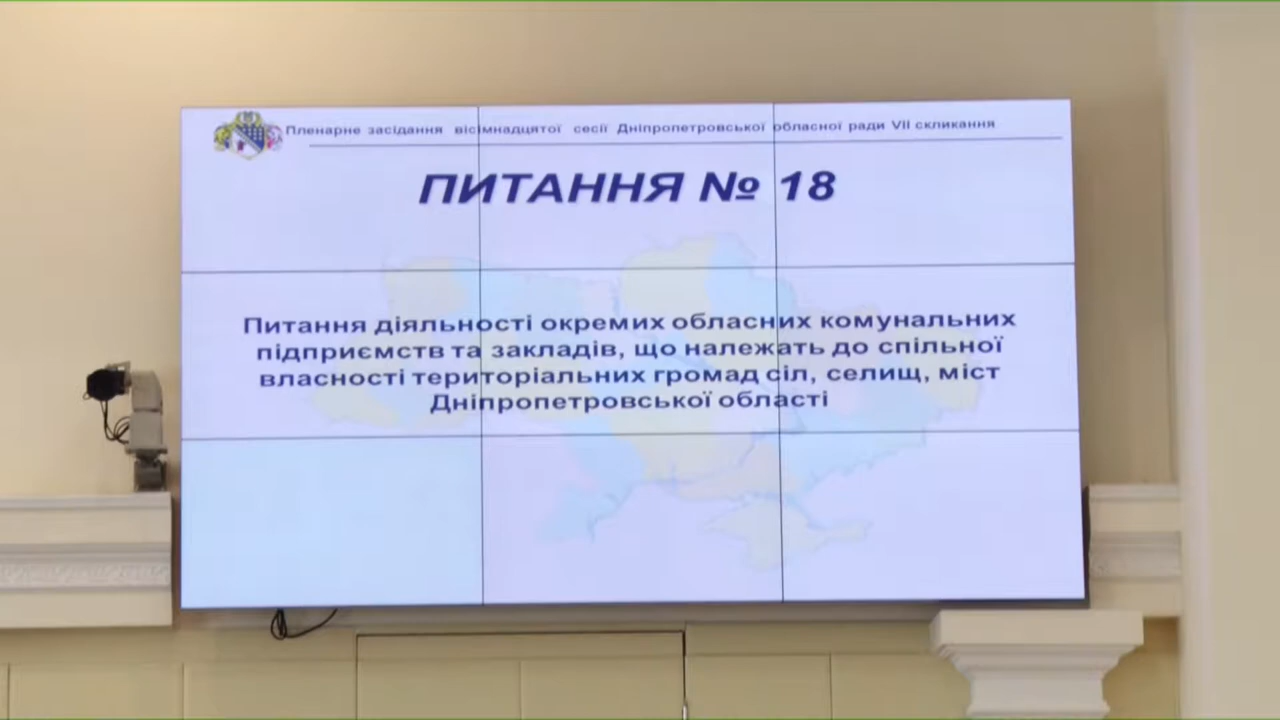 Пленарне засідання вісімнадцятої сесії Дніпропетровської обласної ради VII скликання
ПИТАННЯ № 18
Питання діяльності окремих обласних комунальних
підприємств та закладів, що належать до спільної
власності територіальних громад сіл, селищ, міст
Дніпропетровської області